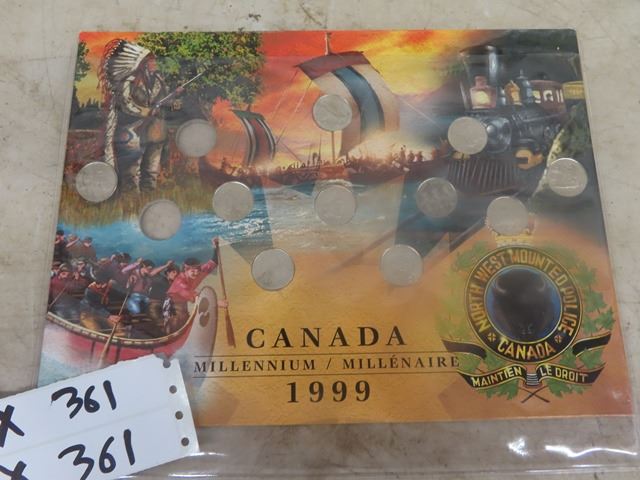 CANADA
MILLENNIUM / MILLÉNAIRE
1999
NORTH WEST MOUNTED POLICE
CANADA
MAINTIEN LE DROIT
X 361
X 361